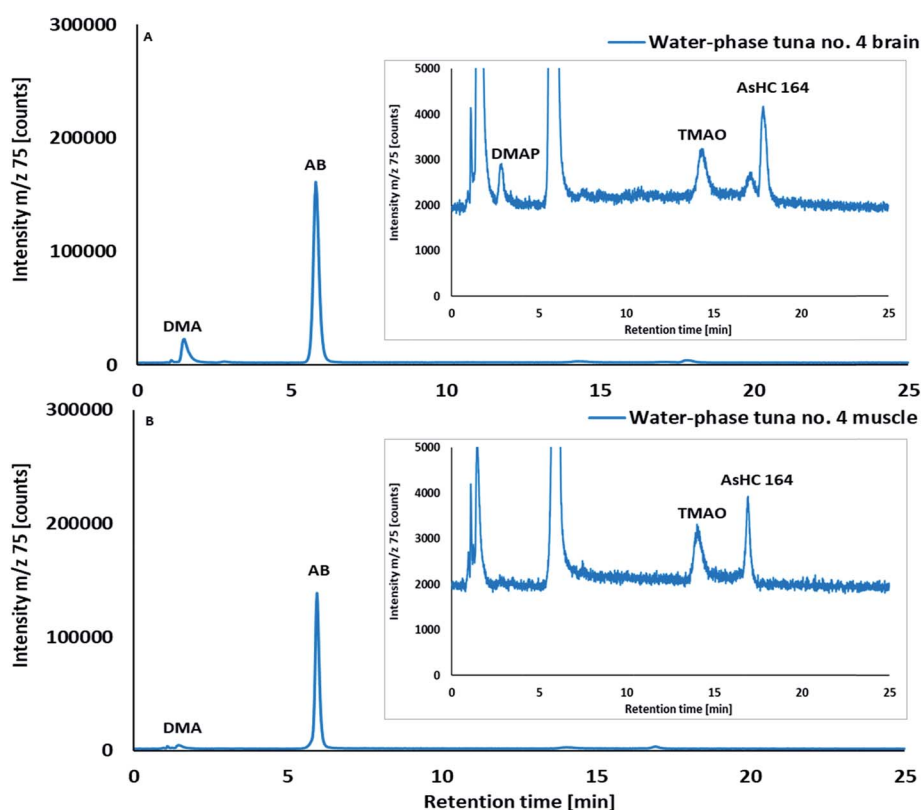 300000
A
Water-phase tuna no. 4 brain
5000
AsHC 164
4000
TMAO
DMAP
3000
2000
1000
0
0 5 10 15 20 25
Retention time [min]
Intensity m/z 75 [counts]
200000
AB
100000
DMA
0
0 5 10 15 20 25
Intensity m/z 75 [counts]
300000
B
Water-phase tuna no. 4 muscle
5000
AsHC 164
4000
TMAO
3000
2000
1000
0
0 5 10 15 20 25
Retention time [min]
Intensity m/z 75 [counts]
200000
AB
100000
DMA
0
0 5 10 15 20 25
Intensity m/z 75 [counts]
Retention time [min]